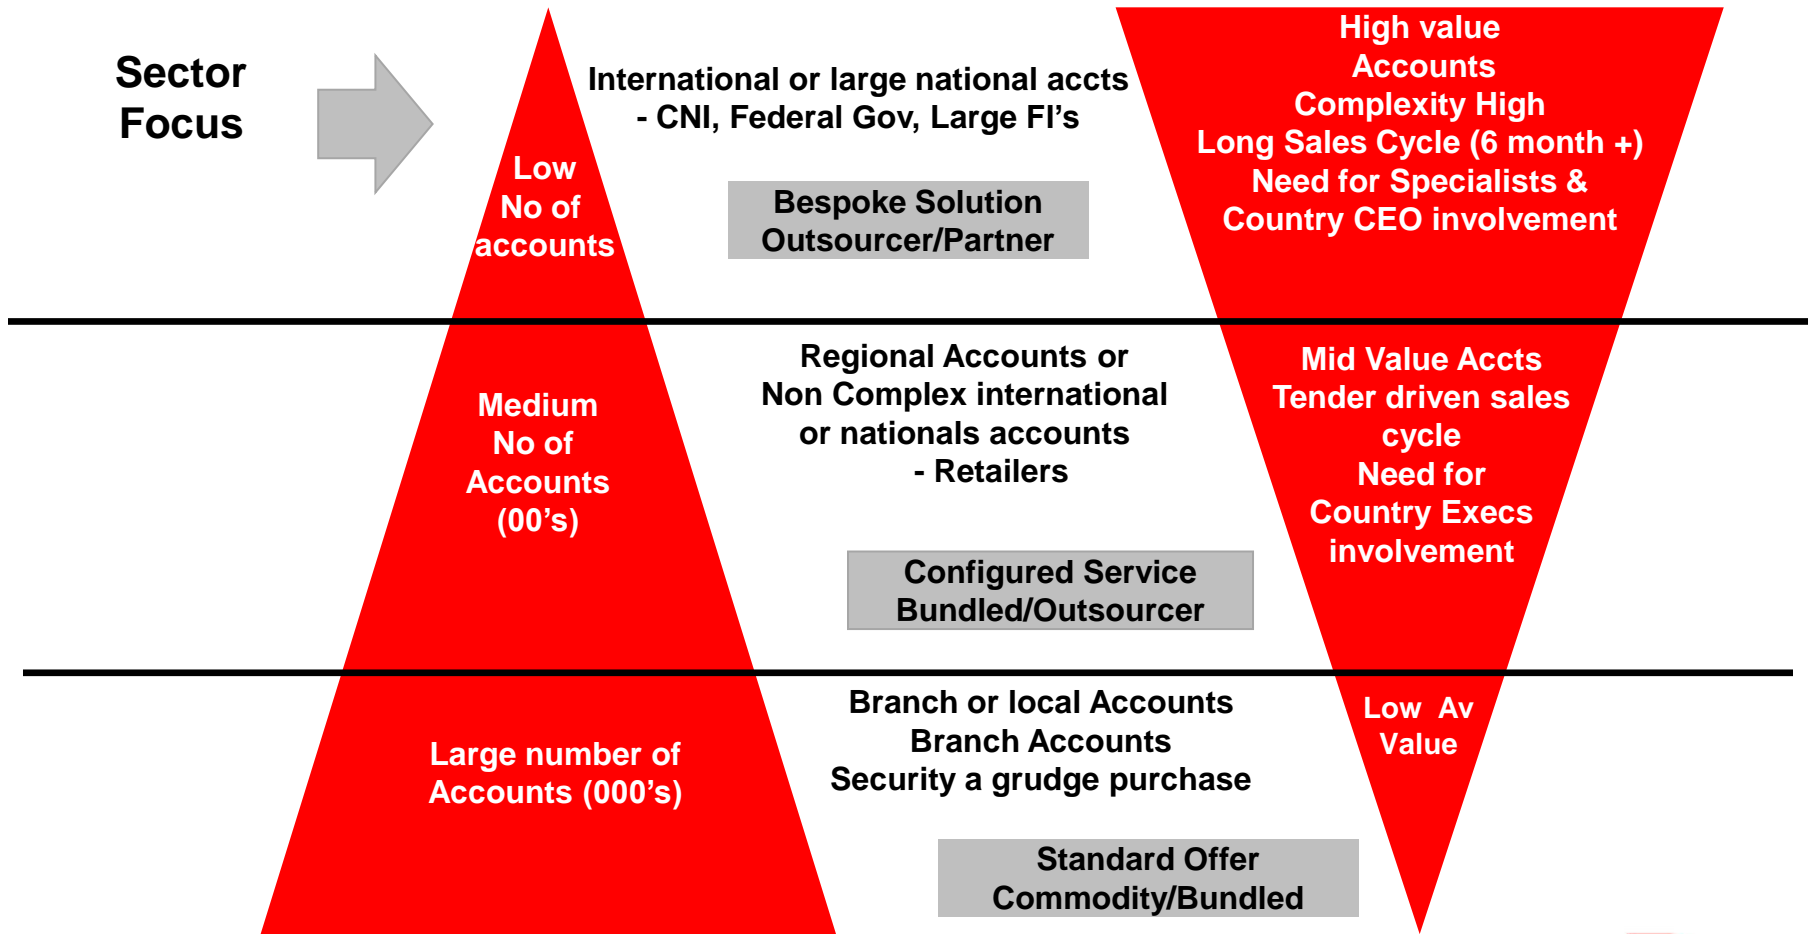 Sector
Focus
Low
No of
accounts
International or large national accts
- CNI, Federal Gov, Large FI’s
Bespoke Solution
Outsourcer/Partner
High value
Accounts
Complexity High
Long Sales Cycle (6 month +)
Need for Specialists &
Country CEO involvement
Medium
No of
Accounts
(00’s)
Regional Accounts or
Non Complex international
or nationals accounts
- Retailers
Configured Service
Bundled/Outsourcer
Mid Value Accts
Tender driven sales
cycle
Need for
Country Execs
involvement
Large number of
Accounts (000’s)
Branch or local Accounts
Branch Accounts
Security a grudge purchase
Standard Offer
Commodity/Bundled
Low Av
Value